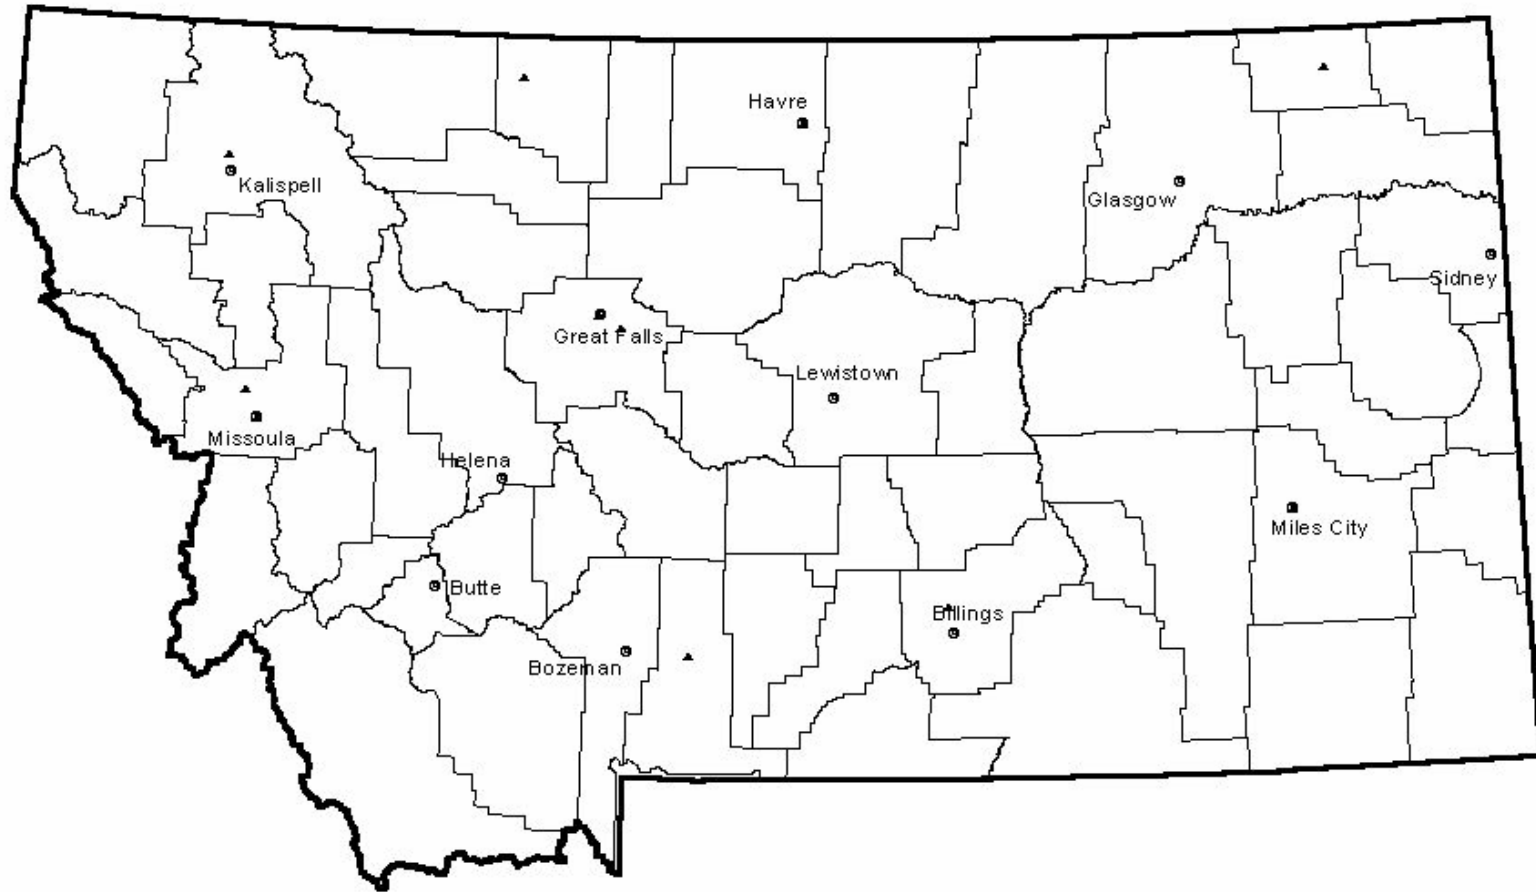 Havre
Kalispell
Glasgow
Sidney
Great Falls
Lewistown
Missoula
Helena
Miles City
Butte
Billings
Bozeman